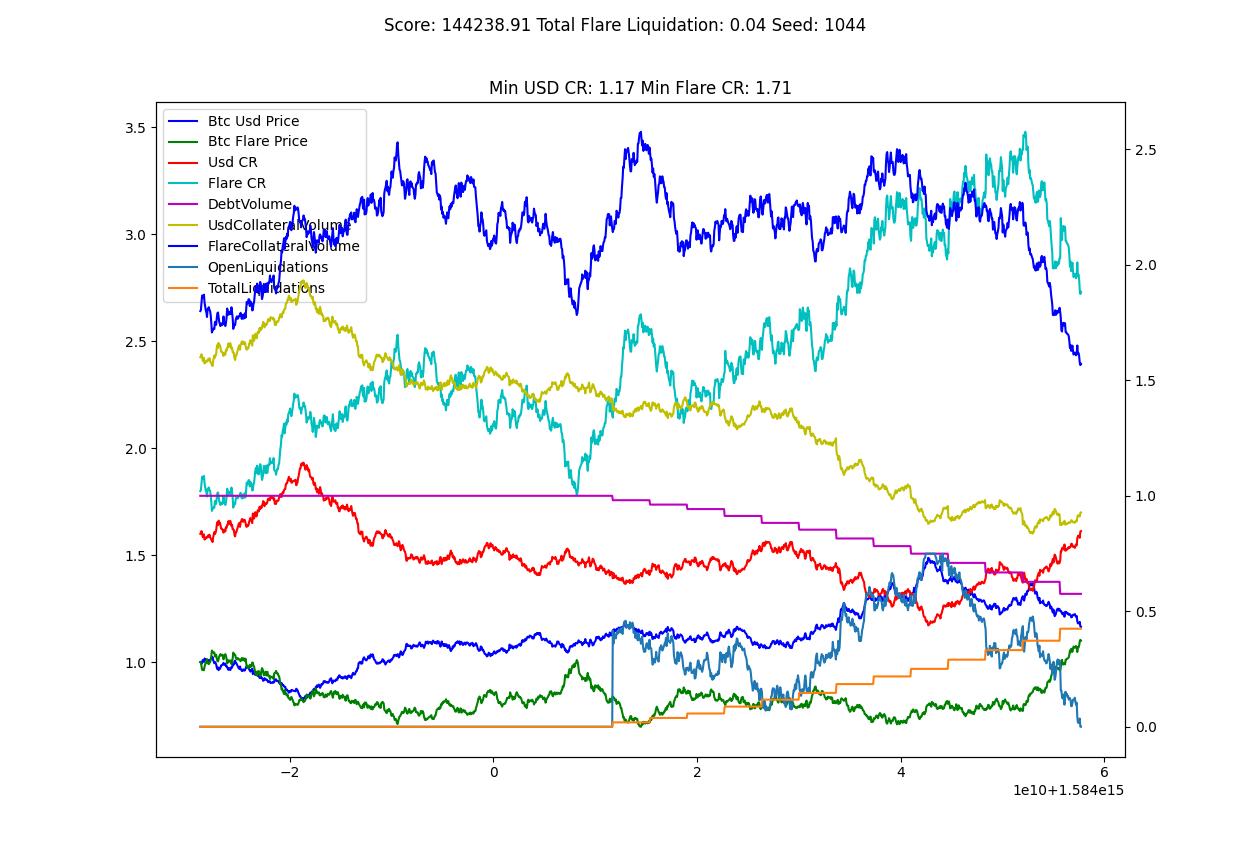 Score: 144238.91 Total Flare Liquidation: 0.04 Seed: 1044
Min USD CR: 1.17 Min Flare CR: 1.71
Btc Usd Price
Btc Flare Price
Usd CR
Flare CR
DebtVolume
UsdCollateralVolume
FlareCollateralVolume
OpenLiquidations
TotalLiquidations
3.5
3.0
2.5
2.0
1.5
1.0
2.5
2.0
1.5
1.0
0.5
0.0
−2
0
2
4
6
1e10+1.584e15